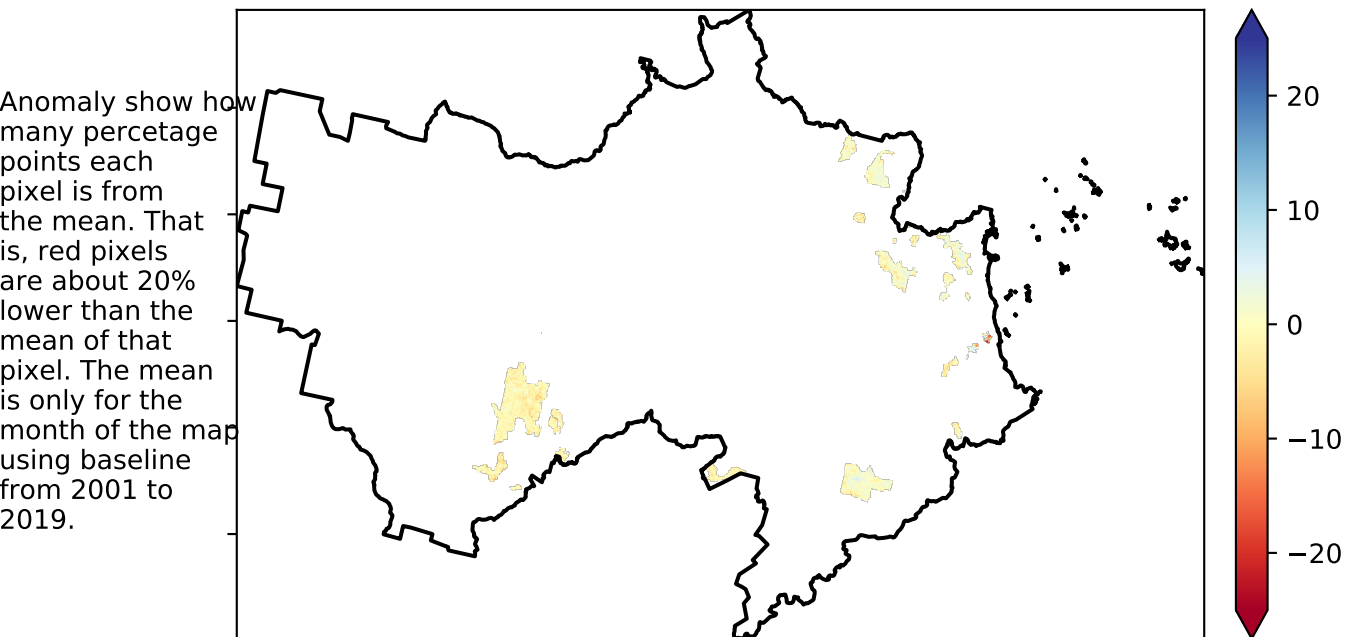 Anomaly show how
many percetage
points each
pixel is from
the mean. That
is, red pixels
are about 20%
lower than the
mean of that
pixel. The mean
is only for the
month of the map
using baseline
from 2001 to
2019.
20
10
0
−10
−20